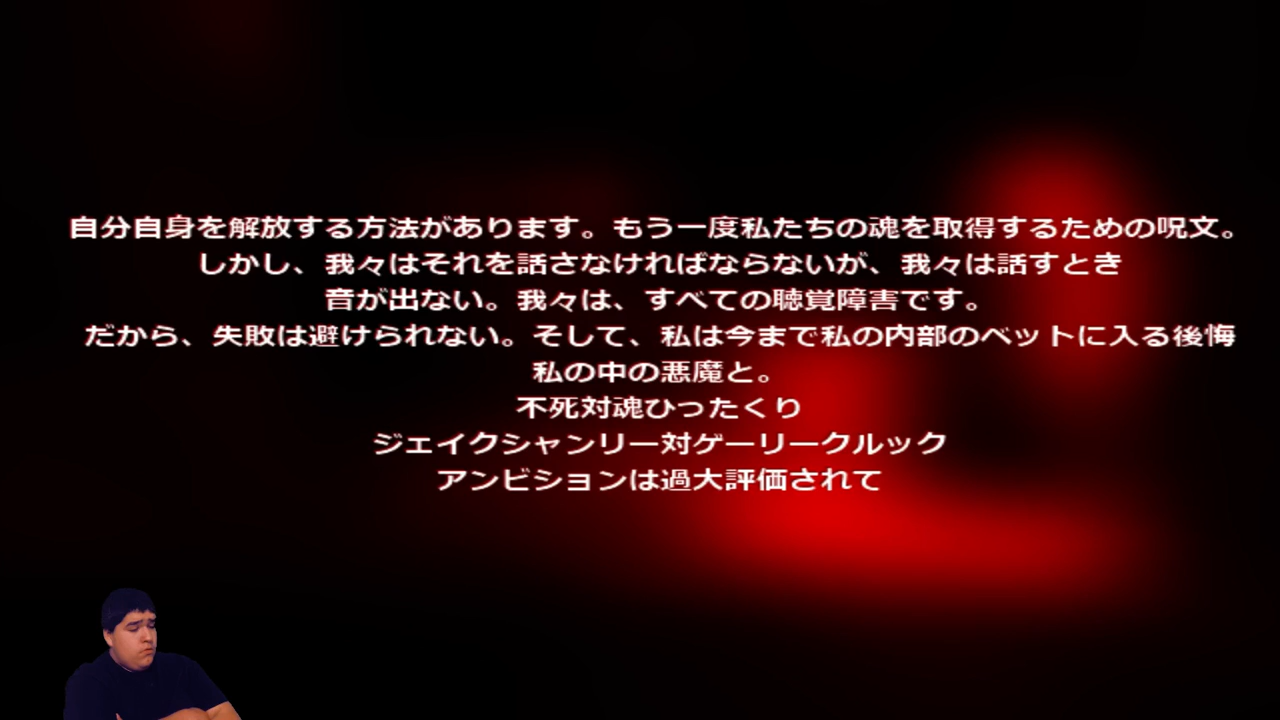 自分自身を解放する方法があります。もう一度私たちの魂を取得するための呪文。
しかし、我々はそれを話さなければならないが、我々は話すとき
音が出ない。我々は、すべての聴覚障害です。
だから、失敗は避けられない。そして、私は今まで私の内部のベットに入る後悔
私の中の悪魔と。
不死対魂ひったくり
ジェイクシャンリー対ゲーリークルック
アンビションは過大評価されて